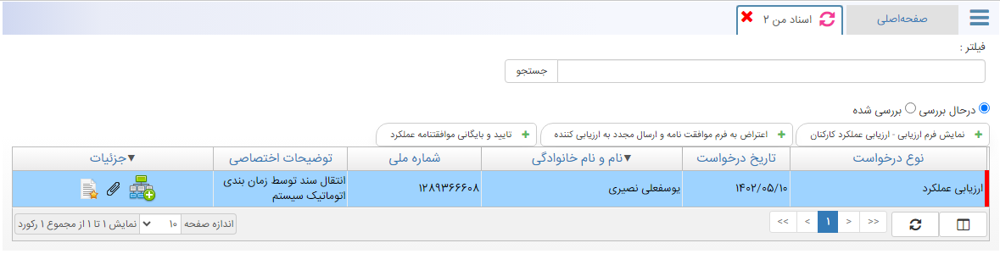 صفحه‌اصلی
اسناد من ۲
فیلتر :
جستجو
درحال بررسی بررسی شده
نمایش فرم ارزیابی - ارزیابی عملکرد کارکنان
اعتراض به فرم موافقت نامه و ارسال مجدد به ارزیابی کننده
تایید و بایگانی موافقتنامه عملکرد
نوع درخواست تاریخ درخواست ▼نام و نام خانوادگی شماره ملی توضیحات اختصاصی ▼جزئیات
ارزیابی عملکرد ۱۴۰۲/۰۵/۱۰ یوسفعلی نصیری ۱۲۸۹۳۶۶۶۰۸ انتقال سند توسط زمان بندی
اتوماتیک سیستم
<< < ۱ > >>
اندازه صفحه ۱۰ نمایش ۱ تا ۱ از مجموع ۱ رکورد